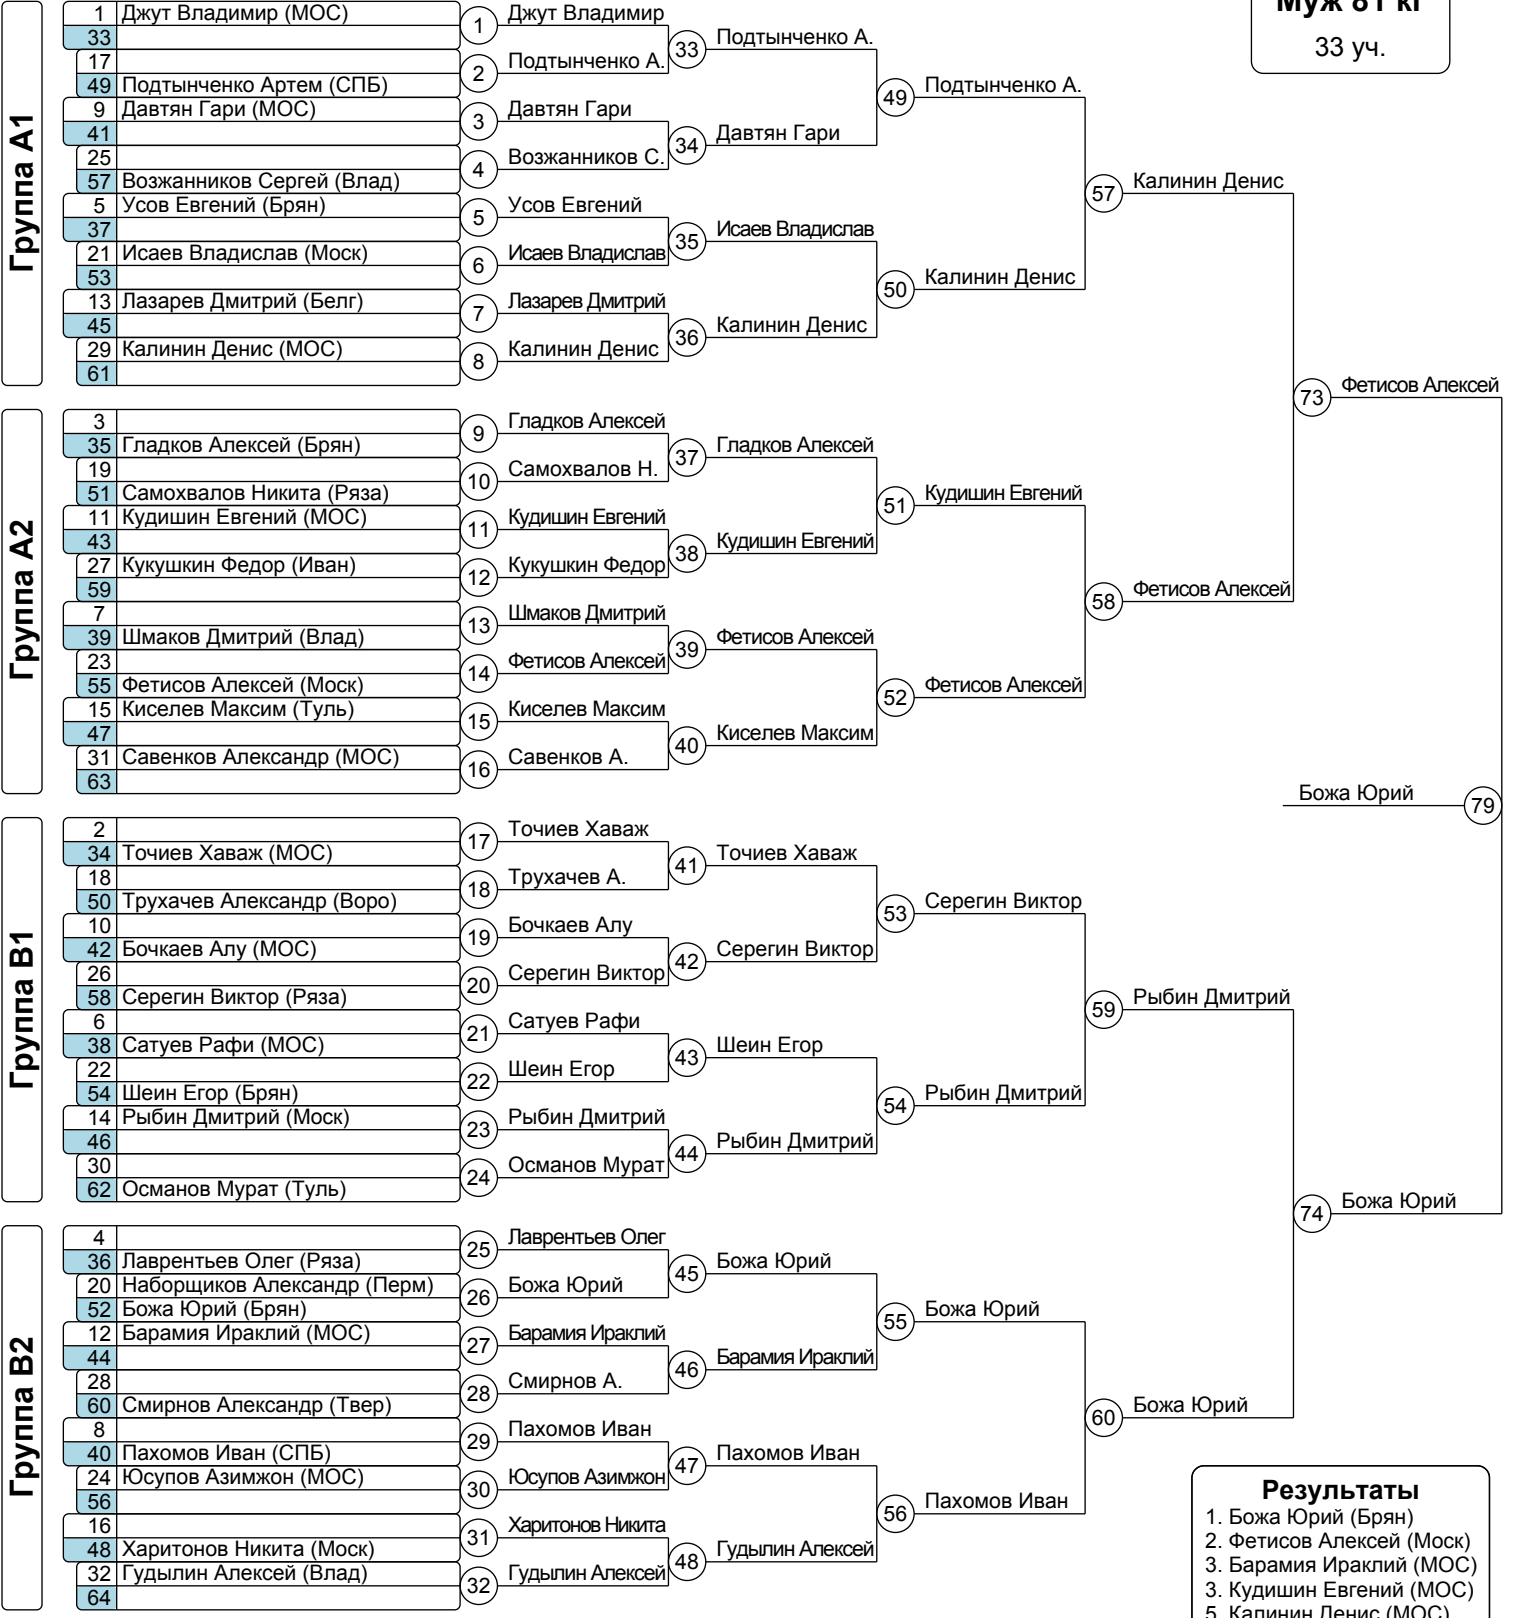 Муж 81 кг
33 уч.
Группа A1
1 Джут Владимир (МОС)
33
17
49 Подтынченко Артем (СПБ)
9 Давтян Гари (МОС)
41
25
57 Возжанников Сергей (Влад)
5 Усов Евгений (Брян)
37
21 Исаев Владислав (Моск)
53
13 Лазарев Дмитрий (Белг)
45
29 Калинин Денис (МОС)
61
1 Джут Владимир
2 Подтынченко А.
3 Давтян Гари
4 Возжанников С.
5 Усов Евгений
6 Исаев Владислав
7 Лазарев Дмитрий
8 Калинин Денис
33 Подтынченко А.
34 Давтян Гари
35 Исаев Владислав
36 Калинин Денис
49 Подтынченко А.
50 Калинин Денис
57 Калинин Денис
Группа A2
3
35 Гладков Алексей (Брян)
19
51 Самохвалов Никита (Ряза)
11 Кудишин Евгений (МОС)
43
27 Кукушкин Федор (Иван)
59
7
39 Шмаков Дмитрий (Влад)
23
55 Фетисов Алексей (Моск)
15 Киселев Максим (Туль)
47
31 Савенков Александр (МОС)
63
9 Гладков Алексей
10 Самохвалов Н.
11 Кудишин Евгений
12 Кукушкин Федор
13 Шмаков Дмитрий
14 Фетисов Алексей
15 Киселев Максим
16 Савенков А.
37 Гладков Алексей
38 Кудишин Евгений
39 Фетисов Алексей
40 Киселев Максим
51 Кудишин Евгений
52 Фетисов Алексей
58 Фетисов Алексей
73 Фетисов Алексей
Группа B1
2
34 Точиев Хаваж (МОС)
18
50 Трухачев Александр (Воро)
10
42 Бочкаев Алу (МОС)
26
58 Серегин Виктор (Ряза)
6
38 Сатуев Рафи (МОС)
22
54 Шеин Егор (Брян)
14 Рыбин Дмитрий (Моск)
46
30
62 Османов Мурат (Туль)
17 Точиев Хаваж
18 Трухачев А.
19 Бочкаев Алу
20 Серегин Виктор
21 Сатуев Рафи
22 Шеин Егор
23 Рыбин Дмитрий
24 Османов Мурат
41 Точиев Хаваж
42 Серегин Виктор
43 Шеин Егор
44 Рыбин Дмитрий
53 Серегин Виктор
54 Рыбин Дмитрий
59 Рыбин Дмитрий
Группа B2
4
36 Лаврентьев Олег (Ряза)
20 Наборщиков Александр (Перм)
52 Божа Юрий (Брян)
12 Барамия Ираклий (МОС)
44
28
60 Смирнов Александр (Твер)
8
40 Пахомов Иван (СПБ)
24 Юсупов Азимжон (МОС)
56
16
48 Харитонов Никита (Моск)
32 Гудылин Алексей (Влад)
64
25 Лаврентьев Олег
26 Божа Юрий
27 Барамия Ираклий
28 Смирнов А.
29 Пахомов Иван
30 Юсупов Азимжон
31 Харитонов Никита
32 Гудылин Алексей
45 Божа Юрий
46 Барамия Ираклий
47 Пахомов Иван
48 Гудылин Алексей
55 Божа Юрий
56 Пахомов Иван
60 Божа Юрий
74 Божа Юрий
Божа Юрий 79
Результаты
1. Божа Юрий (Брян)
2. Фетисов Алексей (Моск)
3. Барамия Ираклий (МОС)
3. Кудишин Евгений (МОС)
5. Калинин Денис (МОС)